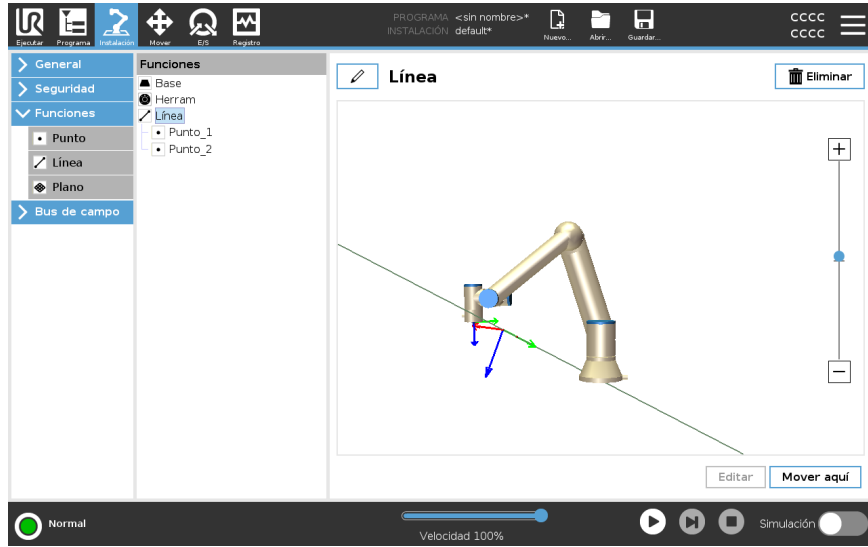 UR
PROGRAMA <sin nombre>*
INSTALACIÓN default*
cccc
cccc
Ejecutar Programa Instalación Mover E/S Registro Nuevo... Abrir... Guardar...
General
Seguridad
Funciones
Punto
Línea
Plano
Bus de campo
Funciones
Base
Herram
Línea
Punto_1
Punto_2
Línea
Eliminar
Editar Mover aquí
Normal
Velocidad 100%
Simulación